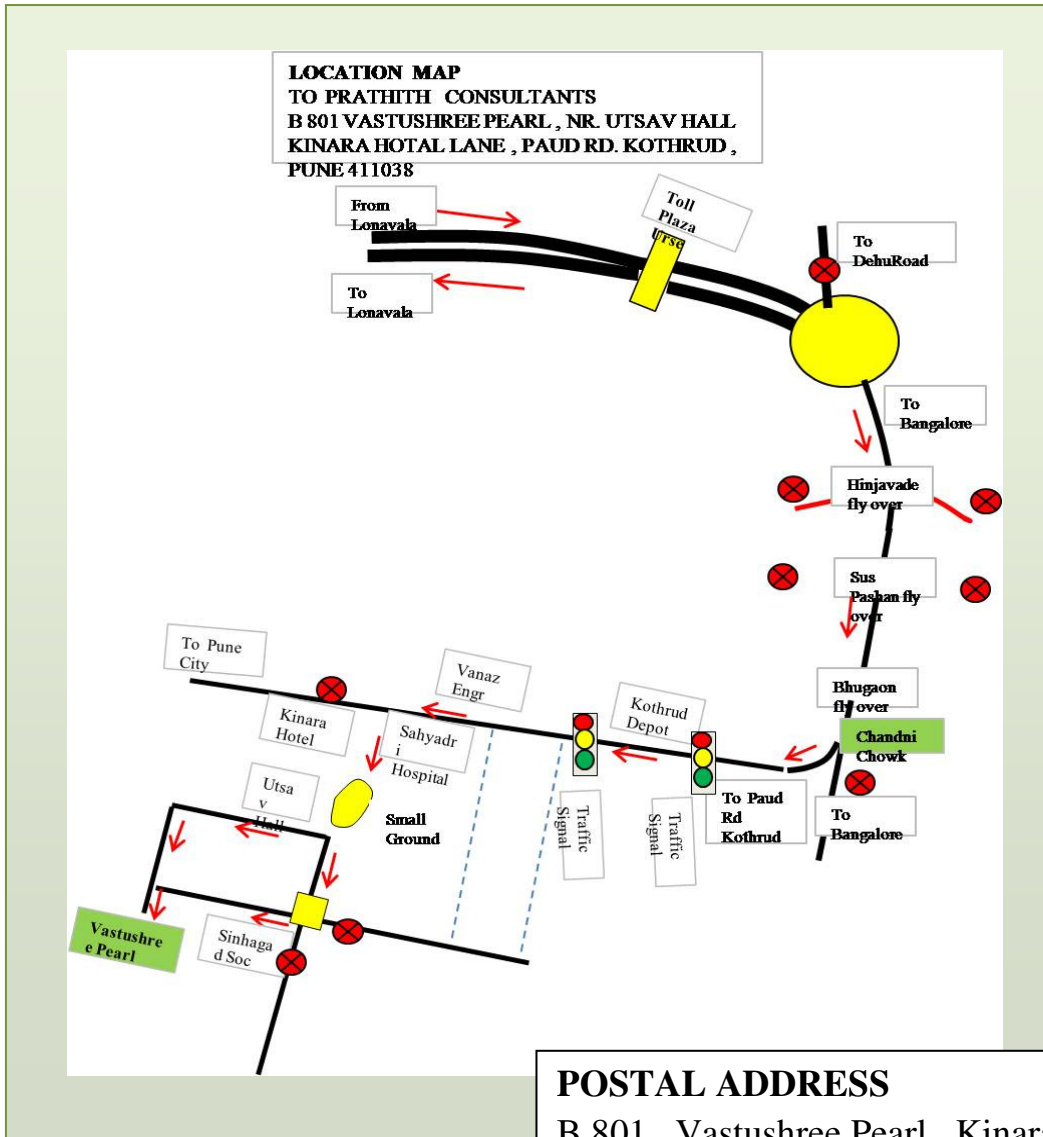 LOCATION MAP
TO PRATHITH CONSULTANTS
B 801 VASTUSHREE PEARL , NR. UTSAV HALL
KINARA HOTAL LANE , PAUD RD. KOTHRUD ,
PUNE 411038
From
Lonavala
Toll
Plaza
Urse
To
DehuRoad
To
Lonavala
To
Bangalore
Hinjavade
fly over
Sus
Pashan fly
over
To Pune
City
Vanaz
Engr
Bhugaon
fly over
Kothrud
Depot
Kinara
Hotel
Sahyadr
i
Hospital
Chandni
Chowk
Utsa
v
Hall
Small
Ground
Traffic
Signal
Traffic
Signal
To Paud
Rd
Kothrud
To
Bangalore
Vastushre
e Pearl
Sinhaga
d Soc
POSTAL ADDRESS
B 801 , Vastushree Pearl , Kinar